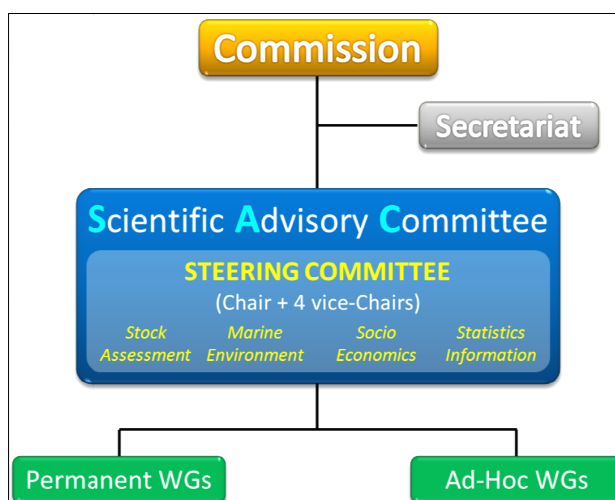 Commission
Secretariat
Scientific Advisory Committee
STEERING COMMITTEE
(Chair + 4 vice-Chairs)
Stock Marine Socio Statistics
Assessment Environment Economics Information
Permanent WGs Ad-Hoc WGs